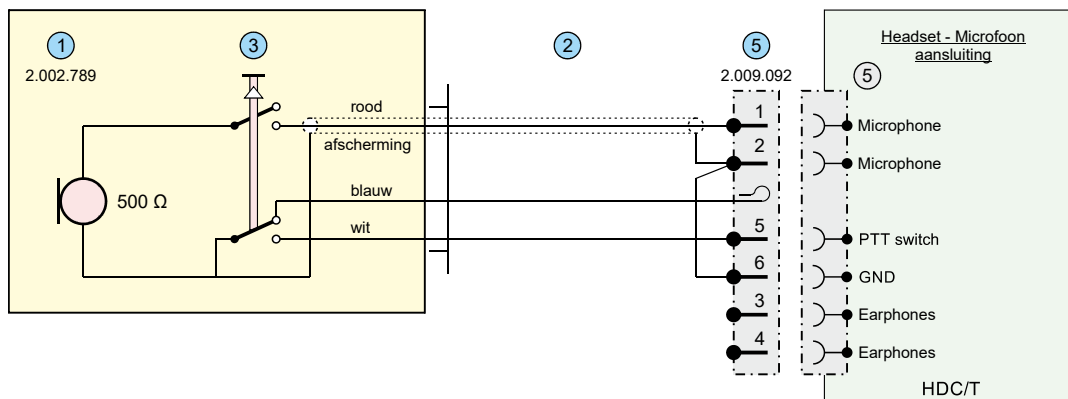 1
2.002.789
3
2
5
2.009.092
Headset - Microfoon
aansluiting
5
rood
afscherming
blauw
wit
500 Ω
1
2
5
6
3
4
Microphone
Microphone
PTT switch
GND
Earphones
Earphones
HDC/T